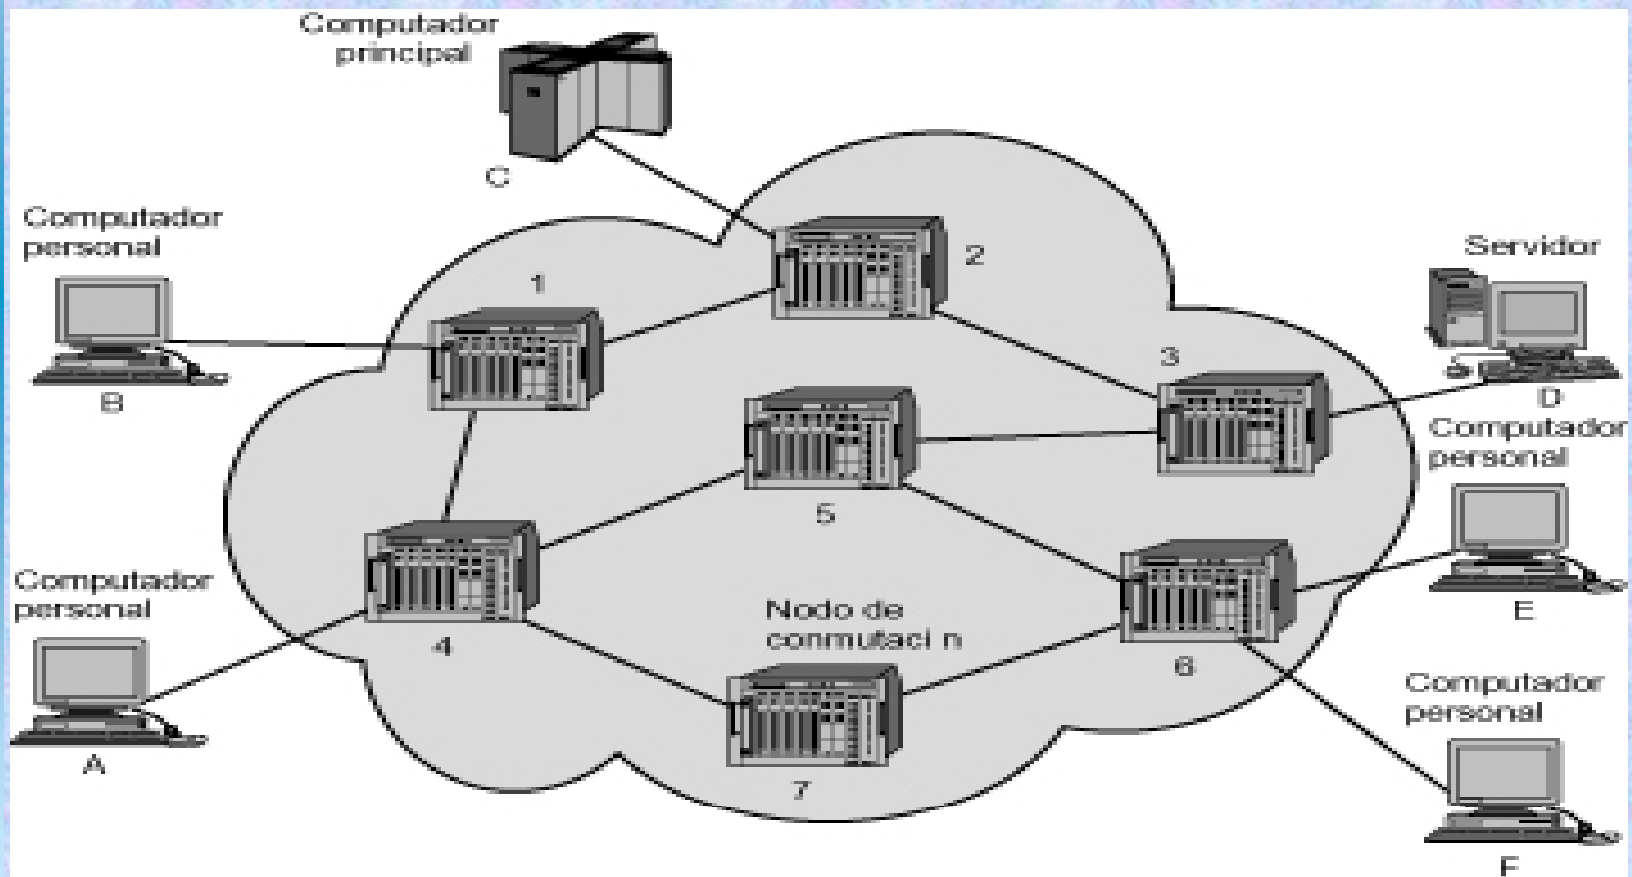 Computador
principal
C
Computador
personal
B
1
2
Servidor
D
3
Computador
personal
E
5
Computador
personal
A
4
Nodo de
conmutaci n
7
6
Computador
personal
F